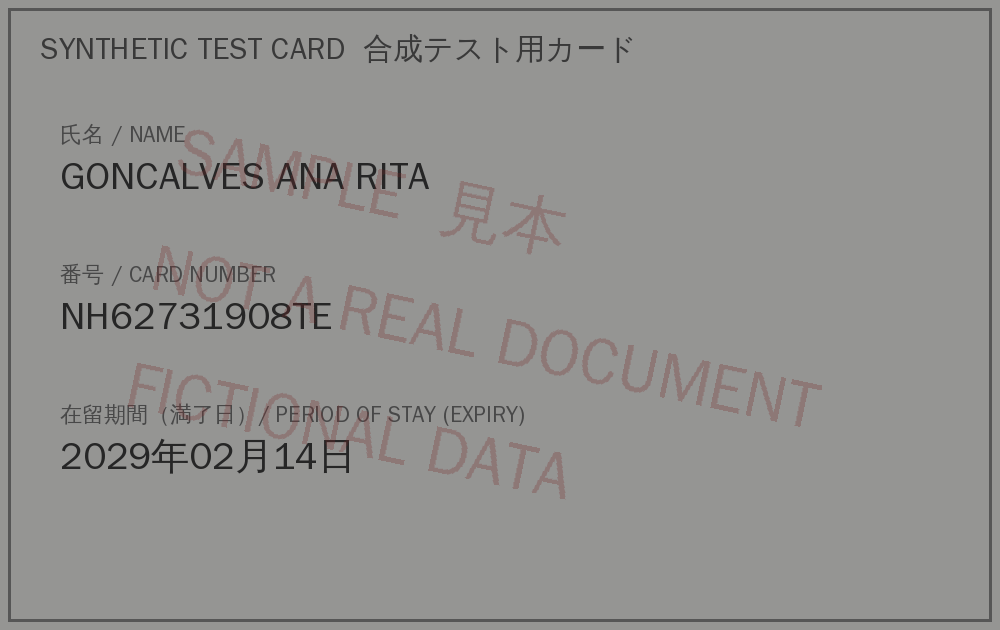 SYNTHETIC TEST CARD 合成テスト用カード
氏名 / NAME
GONCALVES ANA RITA
SAMPLE 見本
番号 / CARD NUMBER
NH62731908TE
NOT A REAL DOCUMENT
在留期間（満了日）/ PERIOD OF STAY (EXPIRY)
2029年02月14日
FICTIONAL DATA